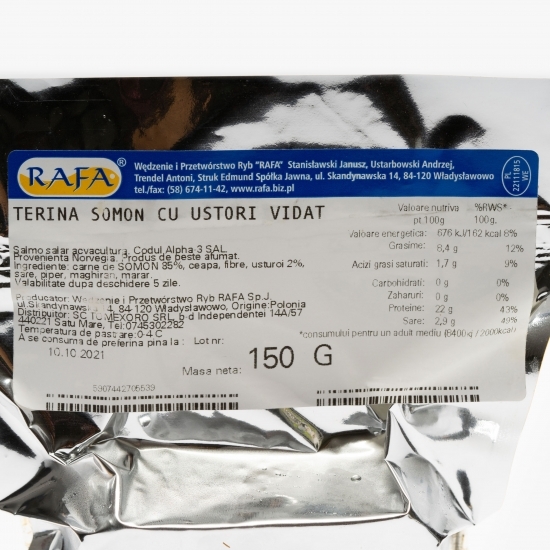 RAFA®
Wędzenie i Przetwórstwo Ryb "RAFA" Stanisławski Janusz, Ustarbowski Andrzej,
Trendel Antoni, Struk Edmund Spółka Jawna, ul. Skandynawska 14, 84-120 Władysławowo
tel./fax: (58) 674-11-42, www.rafa.biz.pl
PL
22111815
WE
TERINA SOMON CU USTORI VIDAT
Salmo salar acvacultura, Codul Alpha-3 SAL
Provenienta Norvegia. Produs de peste afumat.
Ingrediente: carne de SOMON 85%, ceapa, fibre, usturoi 2%,
sare, piper, maghiran, marar.
Valabilitate dupa deschidere 5 zile.
Producator: Wędzenie i Przetwórstwo Ryb RAFA Sp.J.
ul.Skandynawska 14, 84-120 Władysławowo, Origine:Polonia
Distribuitor: SC TOMEXORO SRL, b-d Independentei 14A/57
440021 Satu Mare, Tel:0745302282
Temperatura de pastrare:0-4 C
A se consuma de preferina pina la : Lot nr:
10.10.2021
Masa neta: 150 G
5907442705539
Valoare nutritiva %RWS*
pt.100g 100g,
Valoare energetica: 676 kJ/162 kcal 8%
Grasime: 8,4 g 12%
Acizi grasi saturati: 1,7 g 9%
Carbohidrati: 0 g 0%
Zaharuri: 0 g 0%
Proteine: 22 g 43%
Sare: 2,9 g 49%
*consumului pentru un adult mediu (8400kj / 2000kcal)